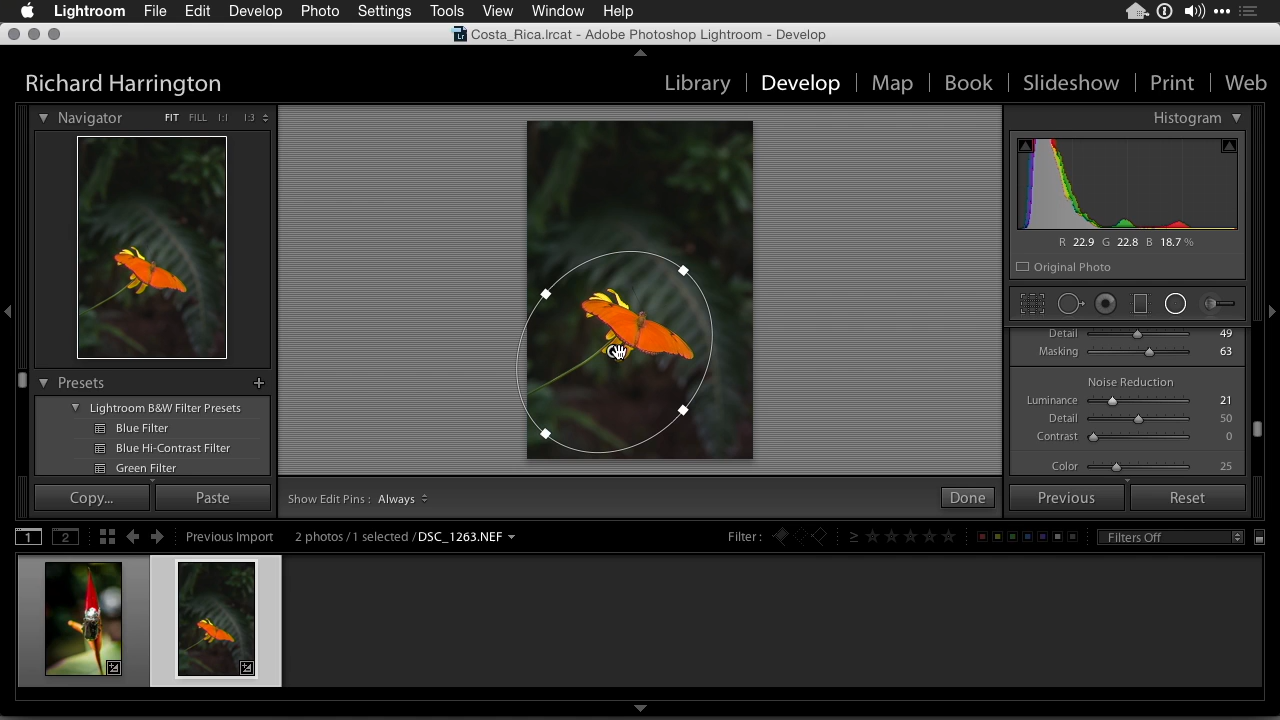 Lightroom File Edit Develop Photo Settings Tools View Window Help
Lr Costa_Rica.lrcat - Adobe Photoshop Lightroom - Develop
Richard Harrington Library Develop Map Book Slideshow Print Web
Navigator FIT FILL 1:1 1:3
Histogram
R 22.9 G 22.8 B 18.7 %
Original Photo
Detail 49
Masking 63
Noise Reduction
Luminance 21
Detail 50
Contrast 0
Color 25
Presets
Lightroom B&W Filter Presets
Blue Filter
Blue Hi-Contrast Filter
Green Filter
Copy... Paste
Show Edit Pins : Always Done
Previous Reset
1 2 Previous Import 2 photos / 1 selected / DSC_1263.NEF Filter : ≥ Filters Off